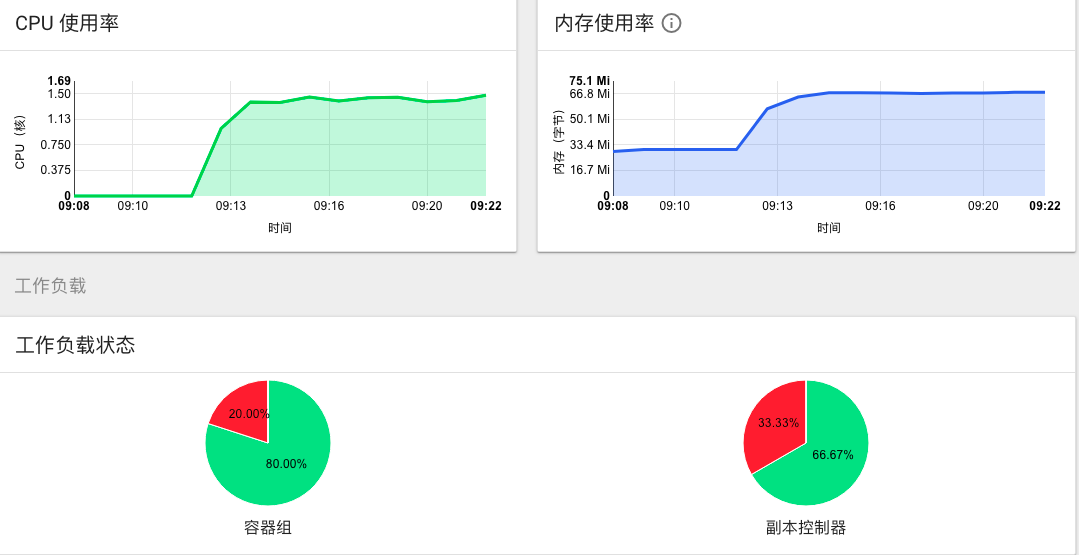 CPU 使用率
1.69
1.50
1.13
0.750
0.375
0
CPU（核）
09:08 09:10 09:13 09:16 09:20 09:22
时间
内存使用率
75.1 Mi
66.8 Mi
50.1 Mi
33.4 Mi
16.7 Mi
0
内存（字节）
09:08 09:10 09:13 09:16 09:20 09:22
时间
工作负载
工作负载状态
20.00%
80.00%
容器组
33.33%
66.67%
副本控制器